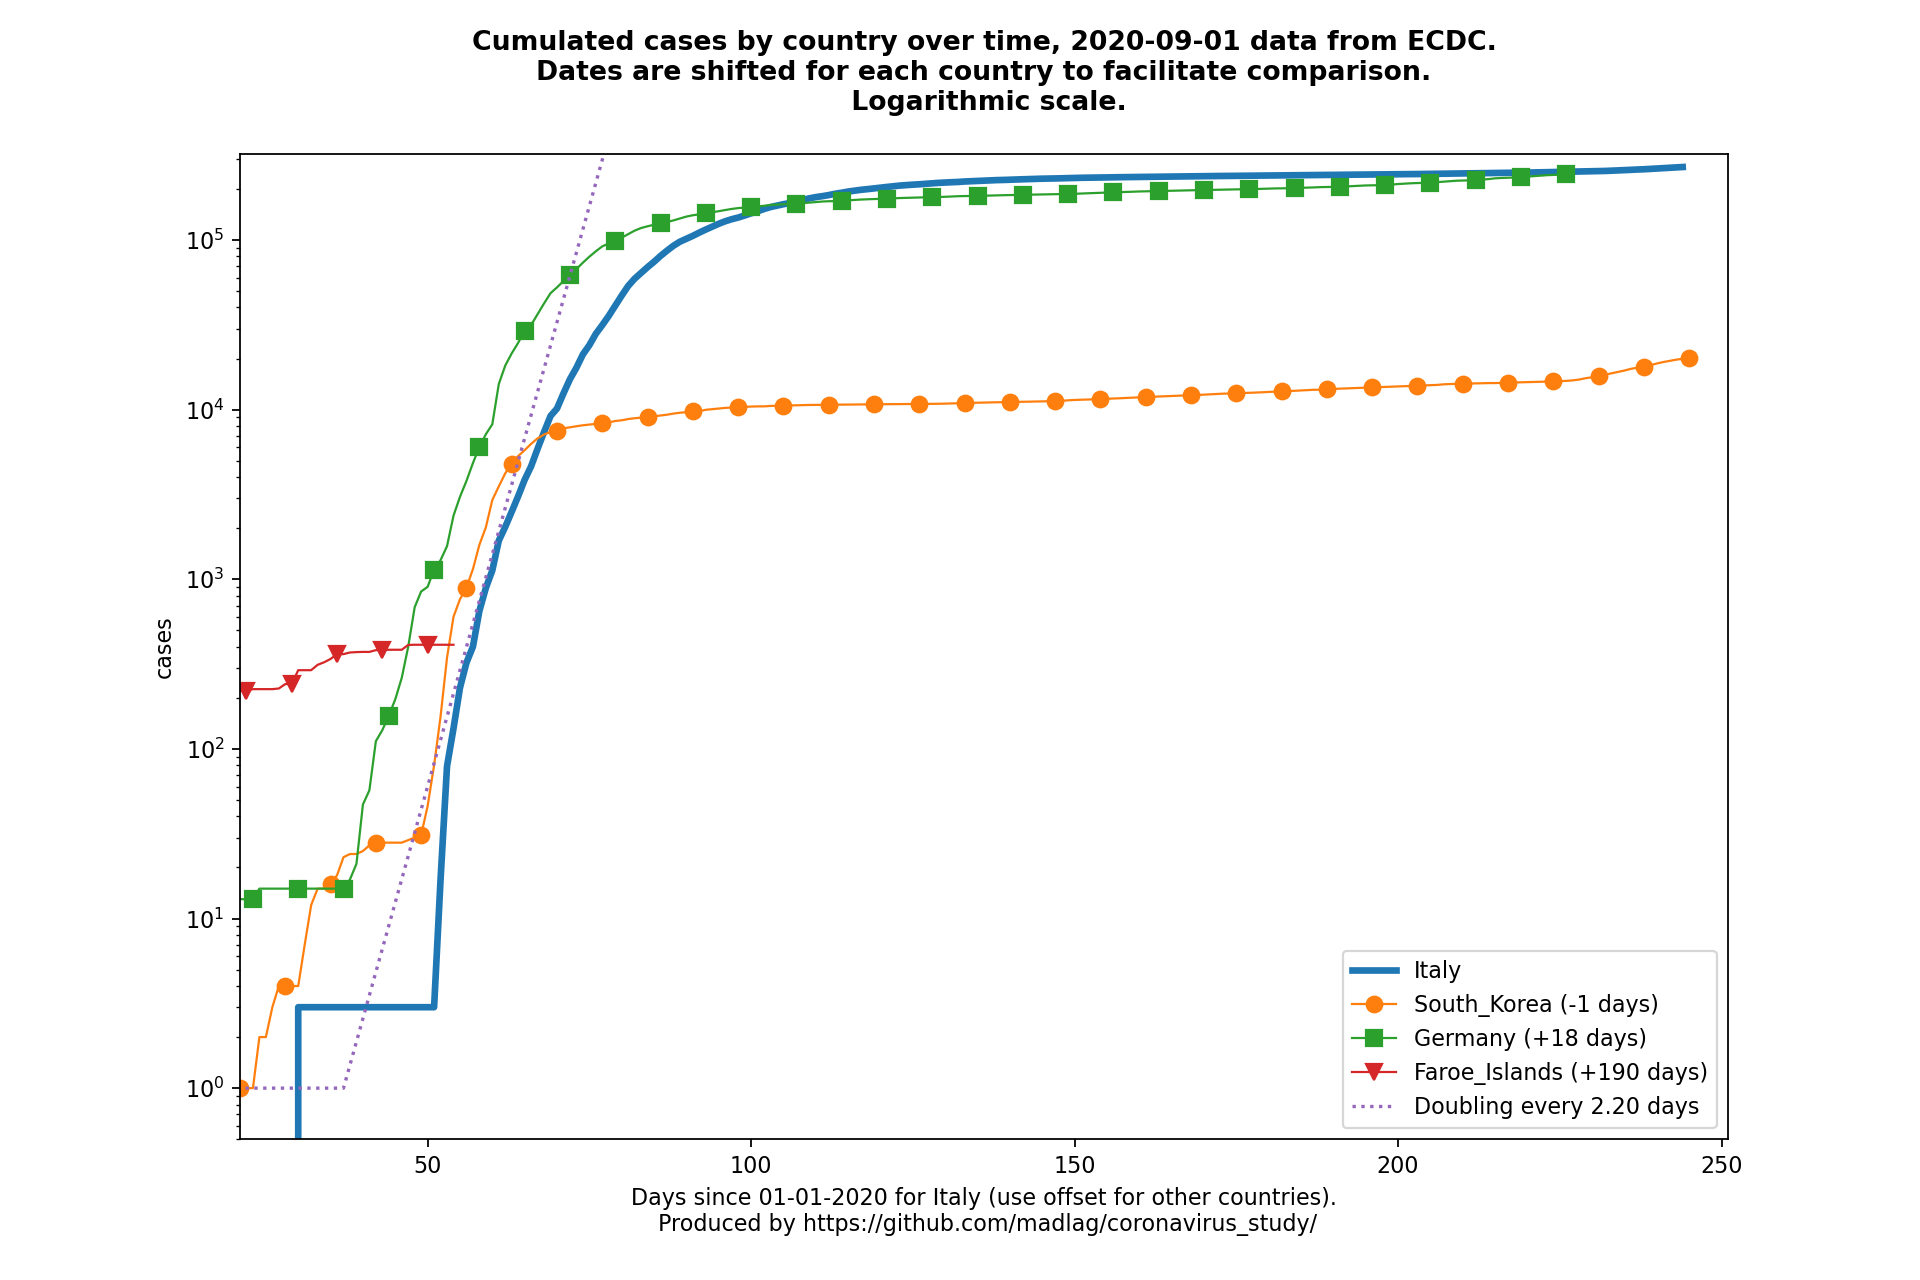 Cumulated cases by country over time, 2020-09-01 data from ECDC.
Dates are shifted for each country to facilitate comparison.
Logarithmic scale.
10^5
10^4
10^3
10^2
10^1
10^0
cases
50
100
150
200
250
Italy
South_Korea (-1 days)
Germany (+18 days)
Faroe_Islands (+190 days)
Doubling every 2.20 days
Days since 01-01-2020 for Italy (use offset for other countries).
Produced by https://github.com/madlag/coronavirus_study/